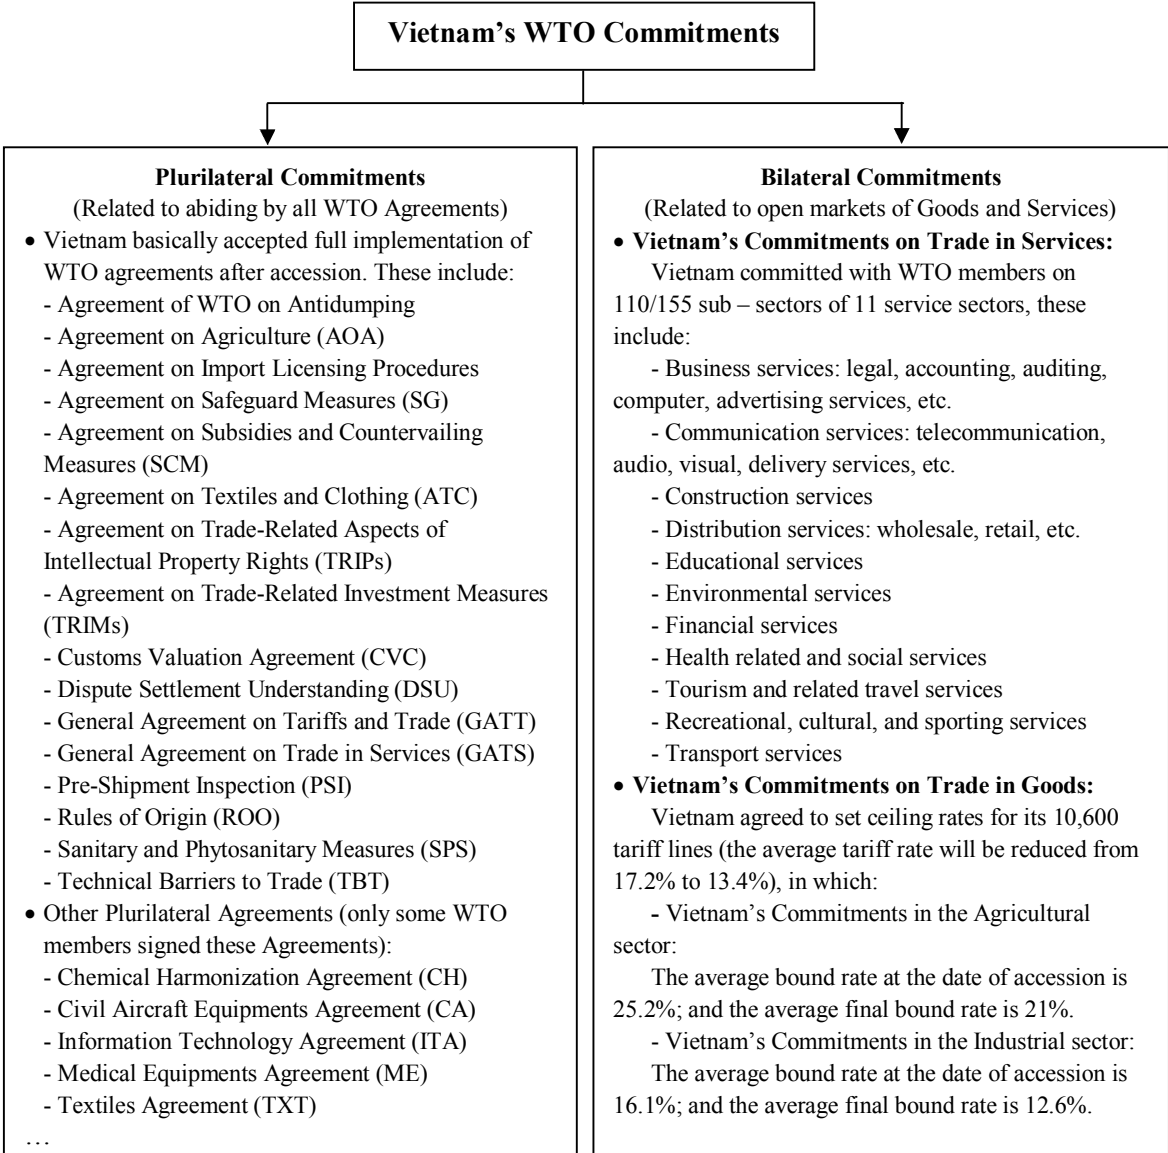 Vietnam's WTO Commitments
Plurilateral Commitments
(Related to abiding by all WTO Agreements)
• Vietnam basically accepted full implementation of
WTO agreements after accession. These include:
- Agreement of WTO on Antidumping
- Agreement on Agriculture (AOA)
- Agreement on Import Licensing Procedures
- Agreement on Safeguard Measures (SG)
- Agreement on Subsidies and Countervailing
Measures (SCM)
- Agreement on Textiles and Clothing (ATC)
- Agreement on Trade-Related Aspects of
Intellectual Property Rights (TRIPs)
- Agreement on Trade-Related Investment Measures
(TRIMs)
- Customs Valuation Agreement (CVC)
- Dispute Settlement Understanding (DSU)
- General Agreement on Tariffs and Trade (GATT)
- General Agreement on Trade in Services (GATS)
- Pre-Shipment Inspection (PSI)
- Rules of Origin (ROO)
- Sanitary and Phytosanitary Measures (SPS)
- Technical Barriers to Trade (TBT)
• Other Plurilateral Agreements (only some WTO
members signed these Agreements):
- Chemical Harmonization Agreement (CH)
- Civil Aircraft Equipments Agreement (CA)
- Information Technology Agreement (ITA)
- Medical Equipments Agreement (ME)
- Textiles Agreement (TXT)
…
Bilateral Commitments
(Related to open markets of Goods and Services)
• Vietnam's Commitments on Trade in Services:
Vietnam committed with WTO members on
110/155 sub – sectors of 11 service sectors, these
include:
- Business services: legal, accounting, auditing,
computer, advertising services, etc.
- Communication services: telecommunication,
audio, visual, delivery services, etc.
- Construction services
- Distribution services: wholesale, retail, etc.
- Educational services
- Environmental services
- Financial services
- Health related and social services
- Tourism and related travel services
- Recreational, cultural, and sporting services
- Transport services
• Vietnam's Commitments on Trade in Goods:
Vietnam agreed to set ceiling rates for its 10,600
tariff lines (the average tariff rate will be reduced from
17.2% to 13.4%), in which:
- Vietnam's Commitments in the Agricultural
sector:
The average bound rate at the date of accession is
25.2%; and the average final bound rate is 21%.
- Vietnam's Commitments in the Industrial sector:
The average bound rate at the date of accession is
16.1%; and the average final bound rate is 12.6%.